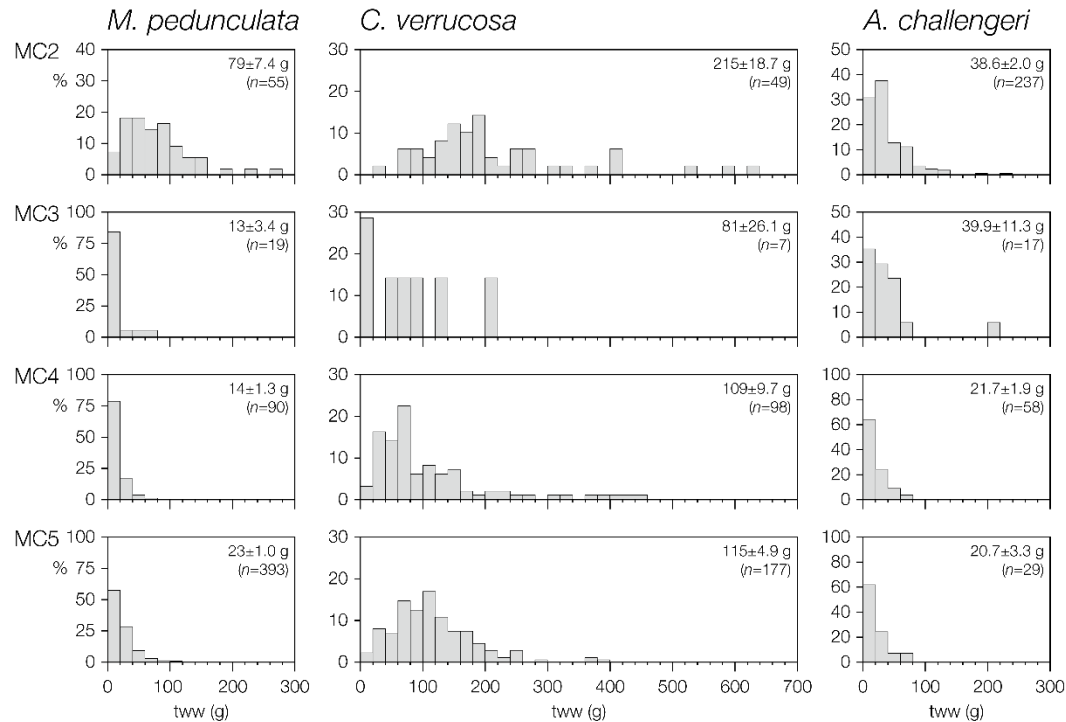 M. pedunculata C. verrucosa A. challengeri
MC2
%
40
30
20
10
0
79±7.4 g
(n=55)
30
20
10
0
215±18.7 g
(n=49)
50
40
30
20
10
0
38.6±2.0 g
(n=237)
MC3
%
100
75
50
25
0
13±3.4 g
(n=19)
30
20
10
0
81±26.1 g
(n=7)
50
40
30
20
10
0
39.9±11.3 g
(n=17)
MC4
%
100
75
50
25
0
14±1.3 g
(n=90)
30
20
10
0
109±9.7 g
(n=98)
100
80
60
40
20
0
21.7±1.9 g
(n=58)
MC5
%
100
75
50
25
0
23±1.0 g
(n=393)
30
20
10
0
115±4.9 g
(n=177)
100
80
60
40
20
0
20.7±3.3 g
(n=29)
0 100 200 300 0 100 200 300 400 500 600 700 0 100 200 300
tww (g) tww (g) tww (g)